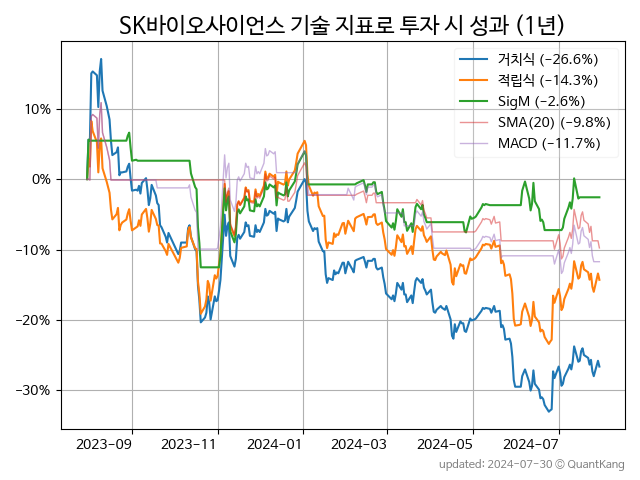 SK바이오사이언스 기술 지표로 투자 시 성과 (1년)
거치식 (−26.6%)
적립식 (−14.3%)
SigM (−2.6%)
SMA(20) (−9.8%)
MACD (−11.7%)
10%
0%
−10%
−20%
−30%
2023-09 2023-11 2024-01 2024-03 2024-05 2024-07
updated: 2024-07-30 © QuantKang